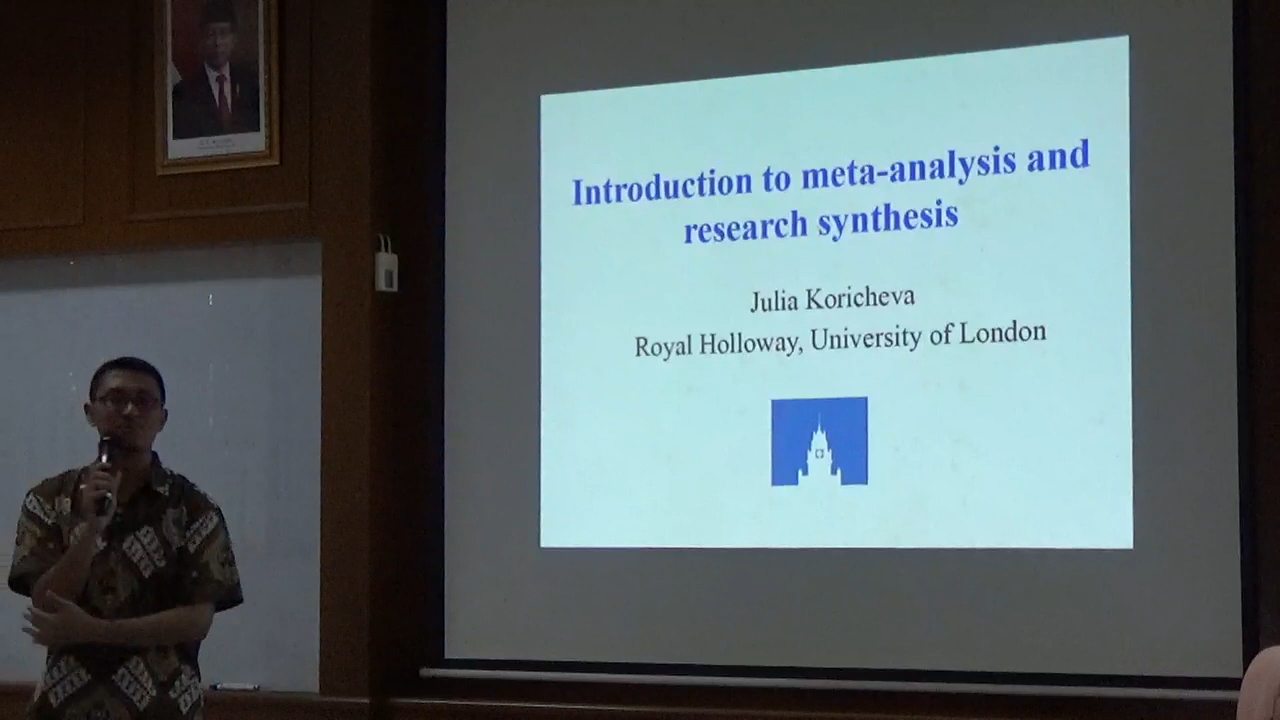 Introduction to meta-analysis and
research synthesis
Julia Koricheva
Royal Holloway, University of London